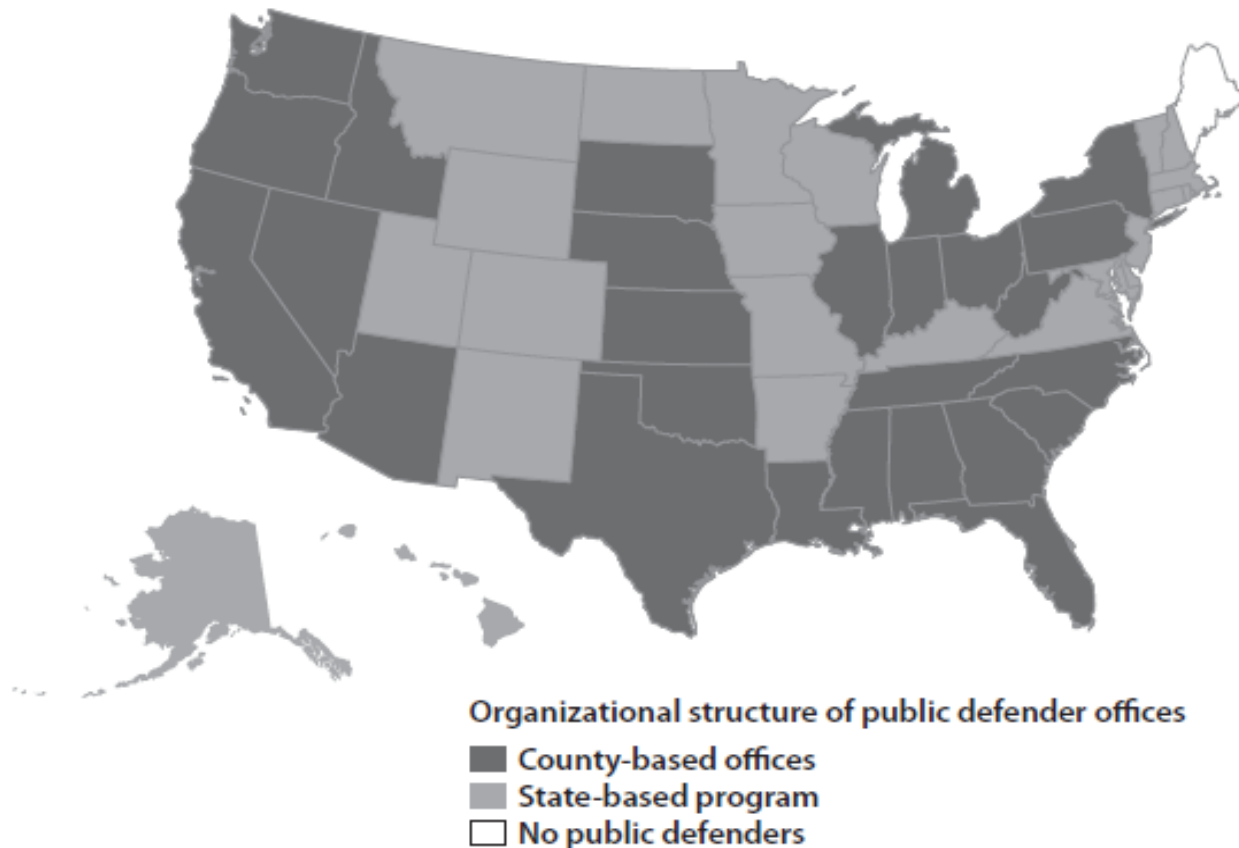 Organizational structure of public defender offices
County-based offices
State-based program
No public defenders